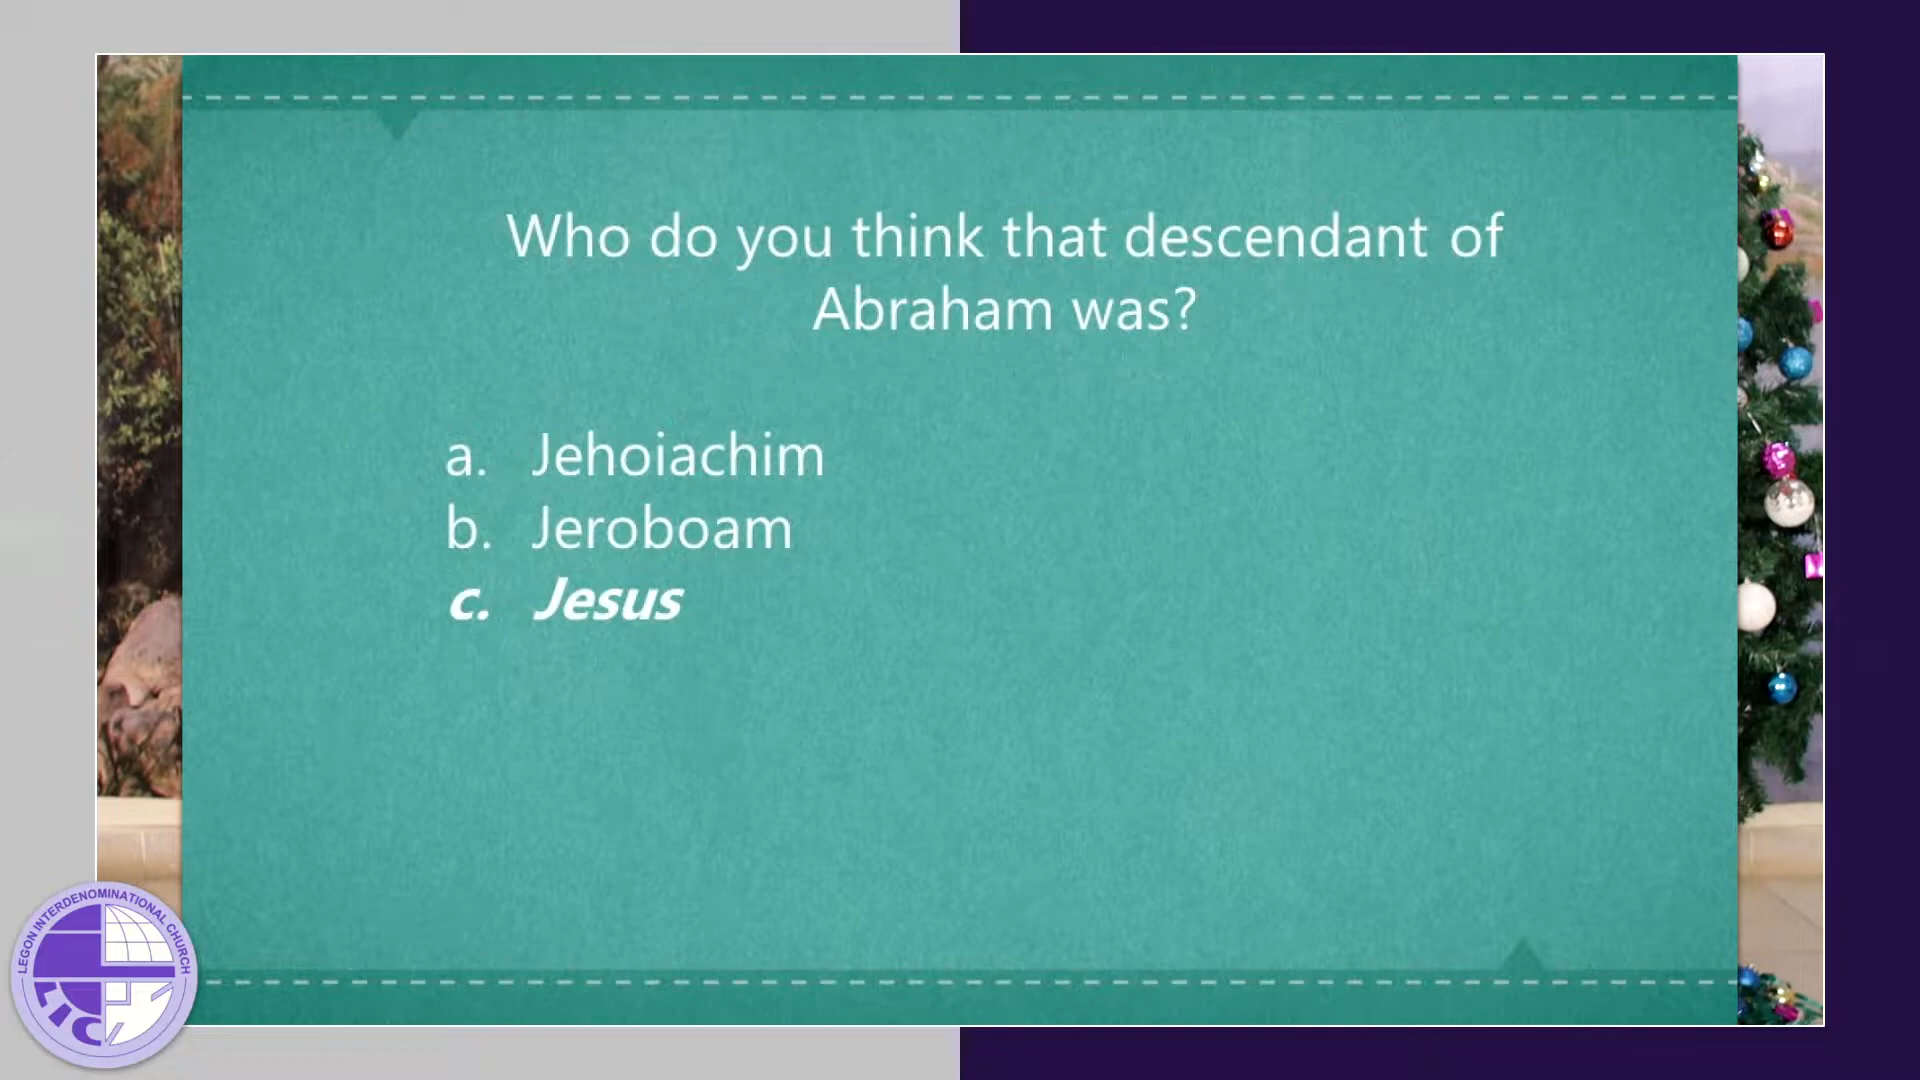 Who do you think that descendant of
Abraham was?
a. Jehoiachim
b. Jeroboam
c. Jesus
LEGON INTERDENOMINATIONAL CHURCH
LIC